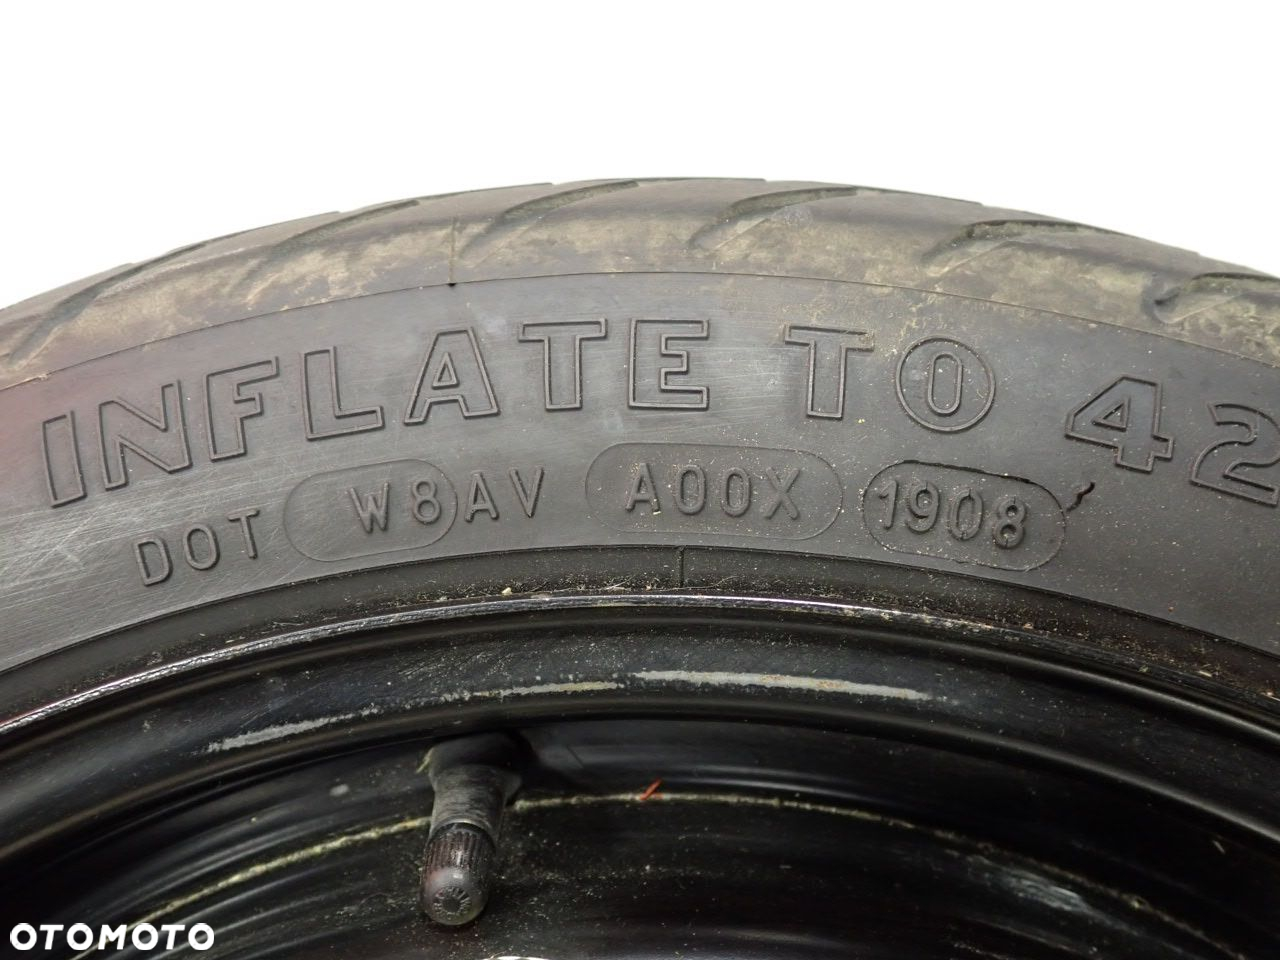 INFLATE TO 42
DOT W8AV A00X 1908
OTOMOTO